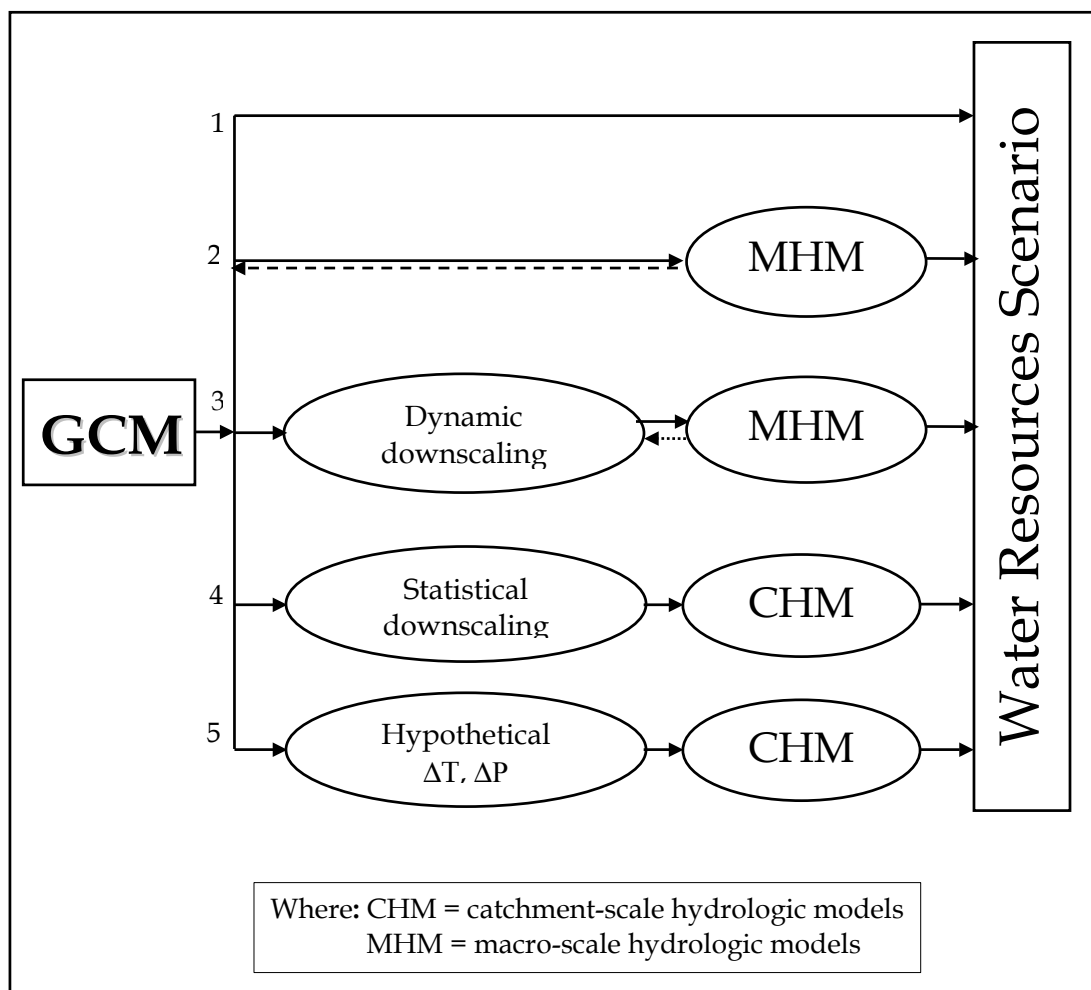 1
2
MHM
3
GCM
Dynamic
downscaling
MHM
4
Statistical
downscaling
CHM
5
Hypothetical
ΔT, ΔP
CHM
Water Resources Scenario
Where: CHM = catchment-scale hydrologic models
MHM = macro-scale hydrologic models